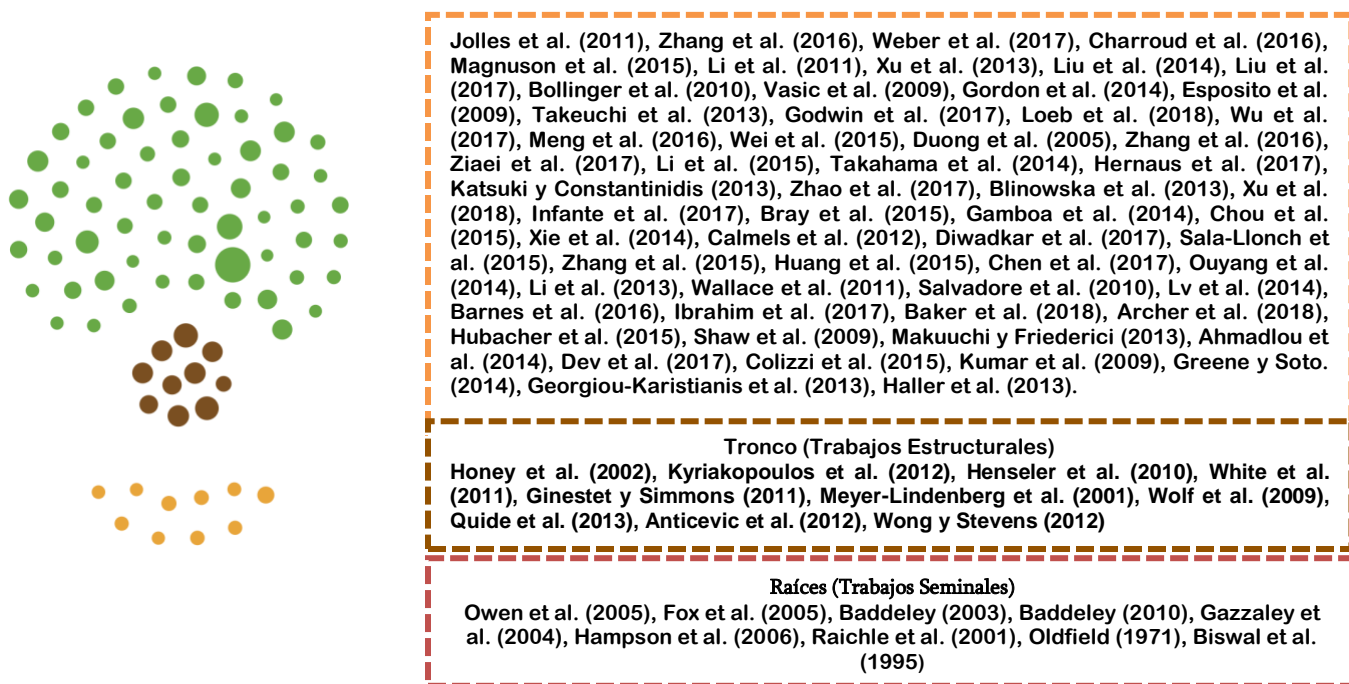 Jolles et al. (2011), Zhang et al. (2016), Weber et al. (2017), Charroud et al. (2016),
Magnuson et al. (2015), Li et al. (2011), Xu et al. (2013), Liu et al. (2014), Liu et al.
(2017), Bollinger et al. (2010), Vasic et al. (2009), Gordon et al. (2014), Esposito et al.
(2009), Takeuchi et al. (2013), Godwin et al. (2017), Loeb et al. (2018), Wu et al.
(2017), Meng et al. (2016), Wei et al. (2015), Duong et al. (2005), Zhang et al. (2016),
Ziaei et al. (2017), Li et al. (2015), Takahama et al. (2014), Hernaus et al. (2017),
Katsuki y Constantinidis (2013), Zhao et al. (2017), Blinowska et al. (2013), Xu et al.
(2018), Infante et al. (2017), Bray et al. (2015), Gamboa et al. (2014), Chou et al.
(2015), Xie et al. (2014), Calmels et al. (2012), Diwadkar et al. (2017), Sala-Llonch et
al. (2015), Zhang et al. (2015), Huang et al. (2015), Chen et al. (2017), Ouyang et al.
(2014), Li et al. (2013), Wallace et al. (2011), Salvadore et al. (2010), Lv et al. (2014),
Barnes et al. (2016), Ibrahim et al. (2017), Baker et al. (2018), Archer et al. (2018),
Hubacher et al. (2015), Shaw et al. (2009), Makuuchi y Friederici (2013), Ahmadlou et
al. (2014), Dev et al. (2017), Colizzi et al. (2015), Kumar et al. (2009), Greene y Soto.
(2014), Georgiou-Karistianis et al. (2013), Haller et al. (2013).
Tronco (Trabajos Estructurales)
Honey et al. (2002), Kyriakopoulos et al. (2012), Henseler et al. (2010), White et al.
(2011), Ginestet y Simmons (2011), Meyer-Lindenberg et al. (2001), Wolf et al. (2009),
Quide et al. (2013), Anticevic et al. (2012), Wong y Stevens (2012)
Raíces (Trabajos Seminales)
Owen et al. (2005), Fox et al. (2005), Baddeley (2003), Baddeley (2010), Gazzaley et
al. (2004), Hampson et al. (2006), Raichle et al. (2001), Oldfield (1971), Biswal et al.
(1995)